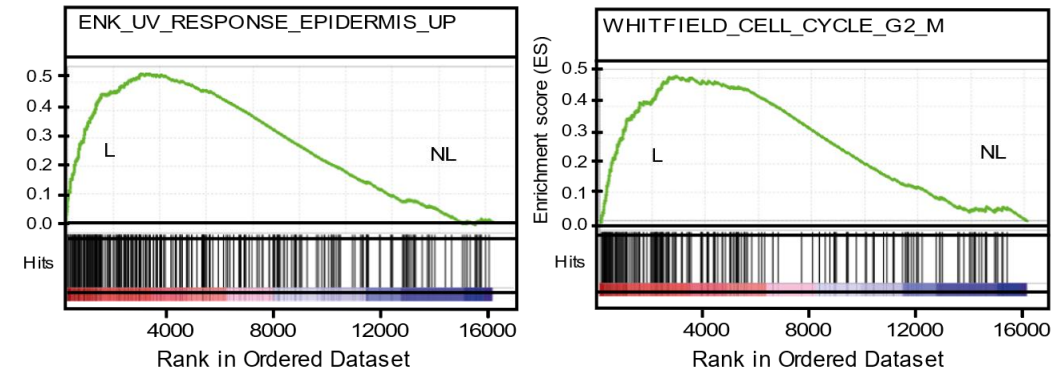 ENK_UV_RESPONSE_EPIDERMIS_UP
0.5
0.4
0.3
0.2
0.1
0.0
L
NL
Hits
4000 8000 12000 16000
Rank in Ordered Dataset
WHITFIELD_CELL_CYCLE_G2_M
Enrichment score (ES)
0.5
0.4
0.3
0.2
0.1
0.0
L
NL
Hits
4000 8000 12000 16000
Rank in Ordered Dataset